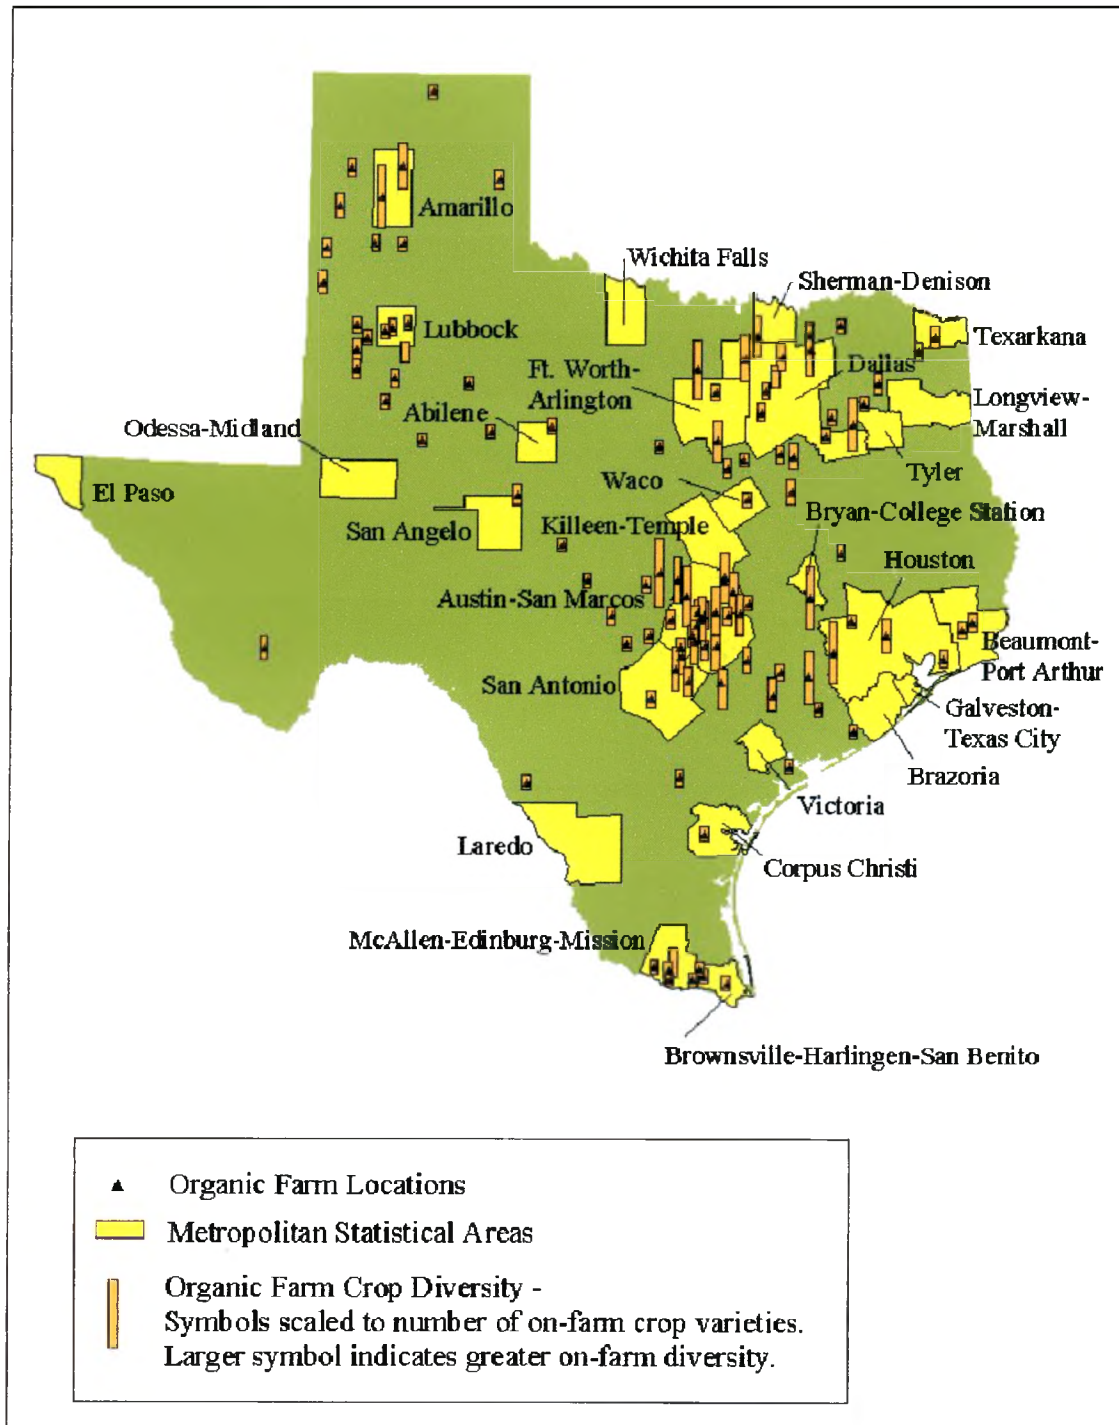 Amarillo
Wichita Falls
Sherman-Denison
Lubbock
Texarkana
Ft. Worth-
Arlington
Dallas
Abilene
Longview-
Marshall
Odessa-Midland
Tyler
El Paso
Waco
San Angelo
Killeen-Temple
Bryan-College Station
Houston
Austin-San Marcos
Beaumont-
Port Arthur
San Antonio
Galveston-
Texas City
Brazoria
Victoria
Laredo
Corpus Christi
McAllen-Edinburg-Mission
Brownsville-Harlingen-San Benito
Organic Farm Locations
Metropolitan Statistical Areas
Organic Farm Crop Diversity -
Symbols scaled to number of on-farm crop varieties.
Larger symbol indicates greater on-farm diversity.